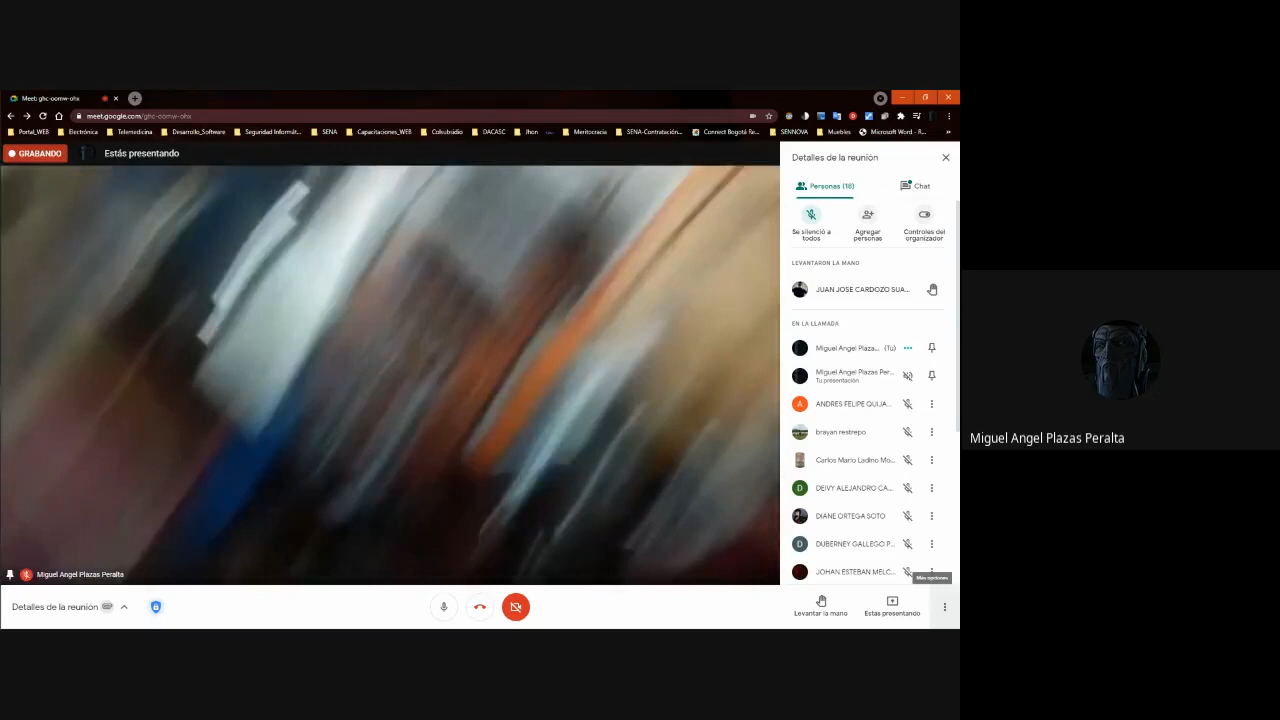 Meet: ghc-oomw-ohx
meet.google.com/ghc-oomw-ohx
Portal_WEB Electrónica Telemedicina Desarrollo_Software Seguridad Informát... SENA Capacitaciones_WEB Colsubsidio DACASC Jhon Meritocracia SENA-Contratación... Connect Bogotá Re... SENNOVA Muebles Microsoft Word - R...
GRABANDO Estás presentando
Detalles de la reunión
Personas (18) Chat
Se silenció a todos
Agregar personas
Controles del organizador
LEVANTARON LA MANO
JUAN JOSE CARDOZO SUA...
EN LA LLAMADA
Miguel Angel Plaza... (Tú)
Miguel Angel Plazas Per...
Tu presentación
A ANDRES FELIPE QUIJA...
brayan restrepo
Carlos Mario Ladino Mo...
D DEIVY ALEJANDRO CA...
DIANE ORTEGA SOTO
D DUBERNEY GALLEGO P...
JOHAN ESTEBAN MELC...
Más opciones
Miguel Angel Plazas Peralta
Detalles de la reunión
Levantar la mano
Estás presentando
Miguel Angel Plazas Peralta